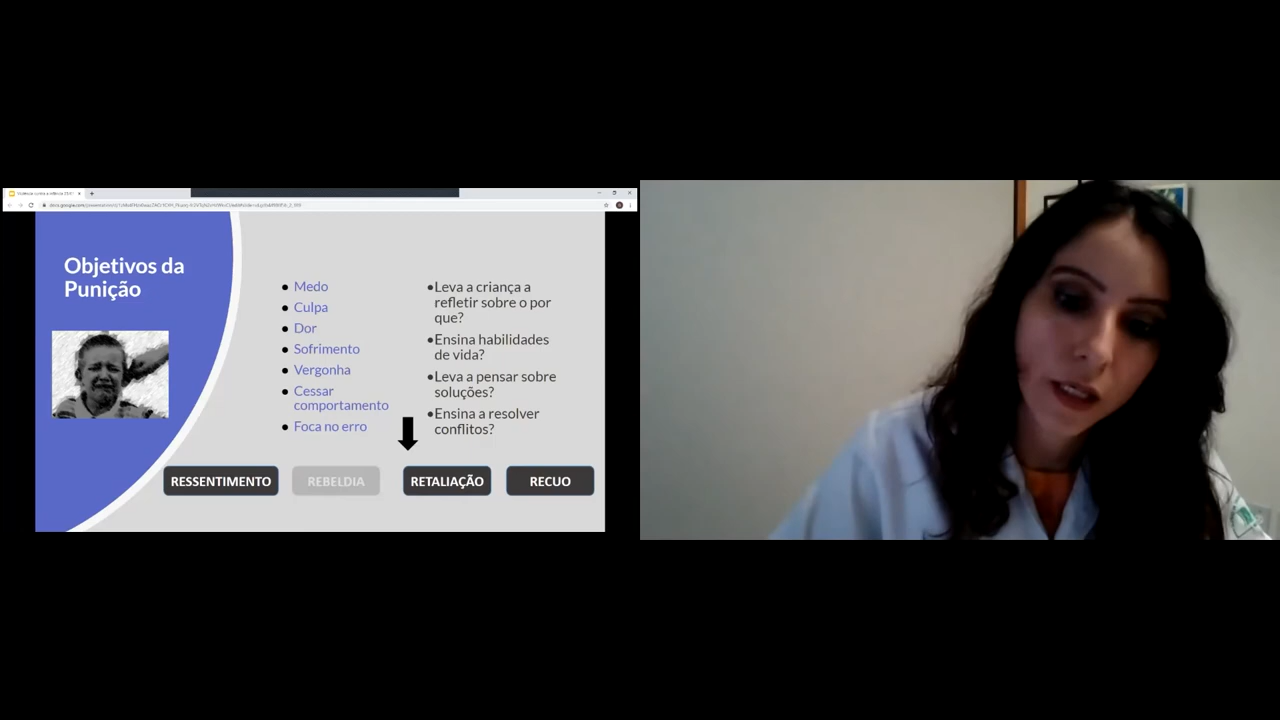 Objetivos da
Punição
● Medo
● Culpa
● Dor
● Sofrimento
● Vergonha
● Cessar
comportamento
● Foca no erro
•Leva a criança a
refletir sobre o por
que?
•Ensina habilidades
de vida?
•Leva a pensar sobre
soluções?
•Ensina a resolver
conflitos?
RESSENTIMENTO
REBELDIA
RETALIAÇÃO
RECUO